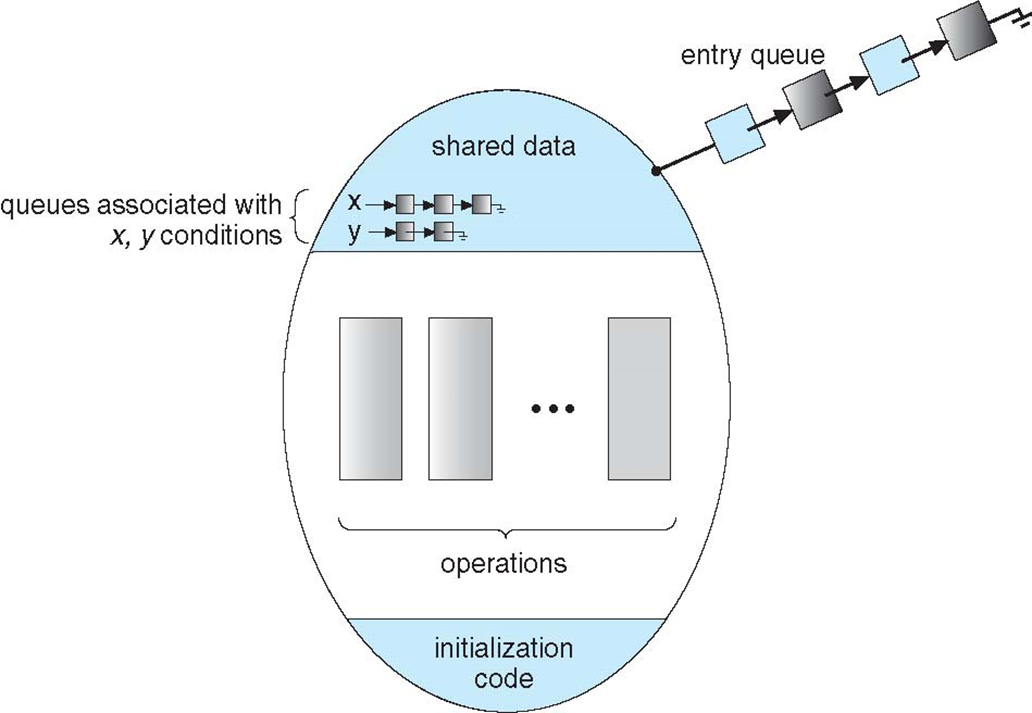 entry queue
shared data
queues associated with
x, y conditions
x
y
...
operations
initialization
code